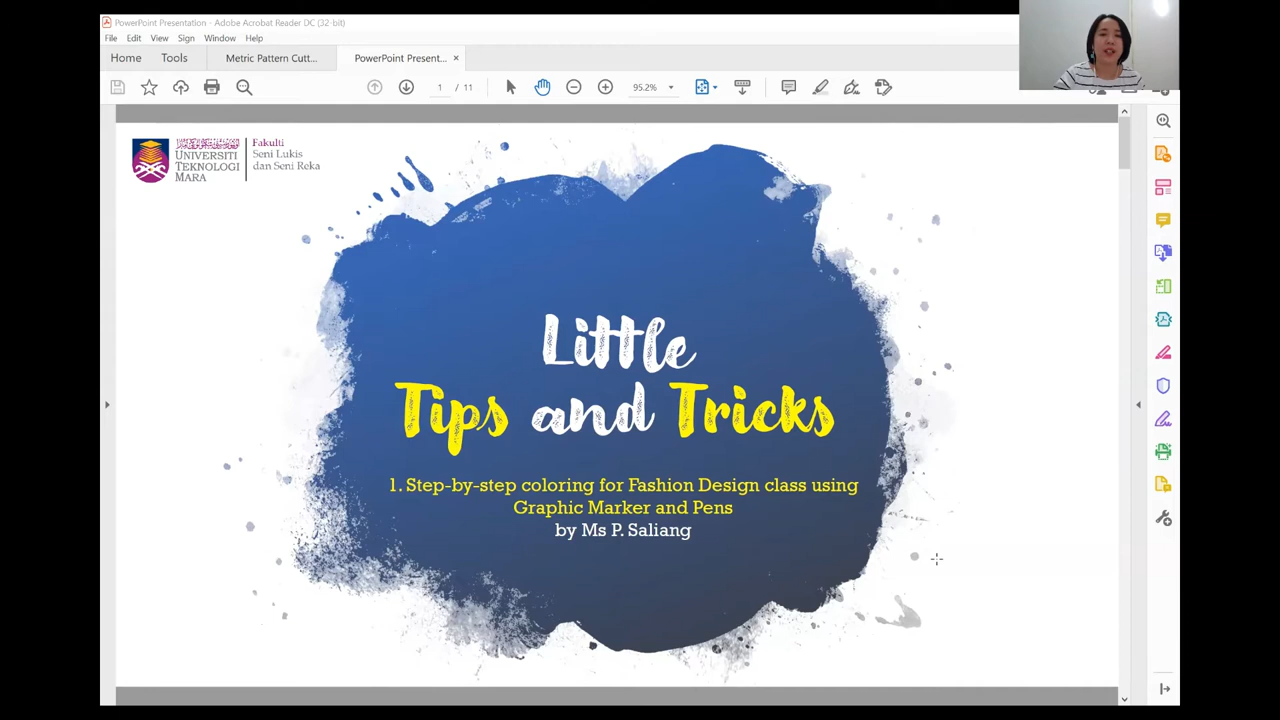 PowerPoint Presentation - Adobe Acrobat Reader DC (32-bit)
File Edit View Sign Window Help
Home Tools Metric Pattern Cutt... PowerPoint Present... ×
1 / 11 95.2%
UNIVERSITI
TEKNOLOGI
MARA
Fakulti
Seni Lukis
dan Seni Reka
Little
Tips and Tricks
1. Step-by-step coloring for Fashion Design class using
Graphic Marker and Pens
by Ms P. Saliang